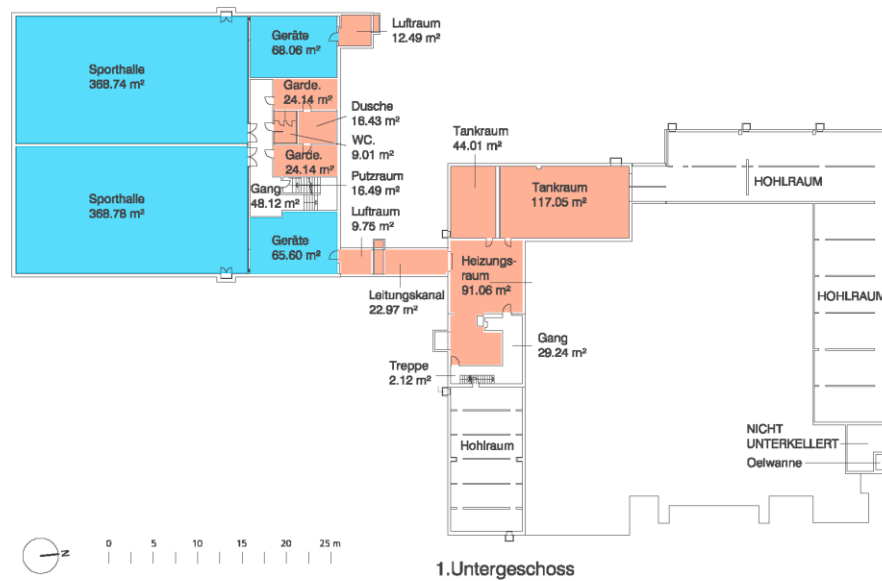 Luftraum
12.49 m²
Geräte
68.06 m²
Sporthalle
368.74 m²
Garde.
24.14 m²
Dusche
16.43 m²
WC.
9.01 m²
Garde.
24.14 m²
Putzraum
16.49 m²
Gang
48.12 m²
Sporthalle
368.78 m²
Luftraum
9.75 m²
Geräte
65.60 m²
Leitungskanal
22.97 m²
Tankraum
44.01 m²
Tankraum
117.05 m²
HOHLRAUM
Heizungs-
raum
91.06 m²
HOHLRAUM
Gang
29.24 m²
Treppe
2.12 m²
Hohlraum
NICHT
UNTERKELLERT
Oelwanne
N
0 5 10 15 20 25 m
1.Untergeschoss